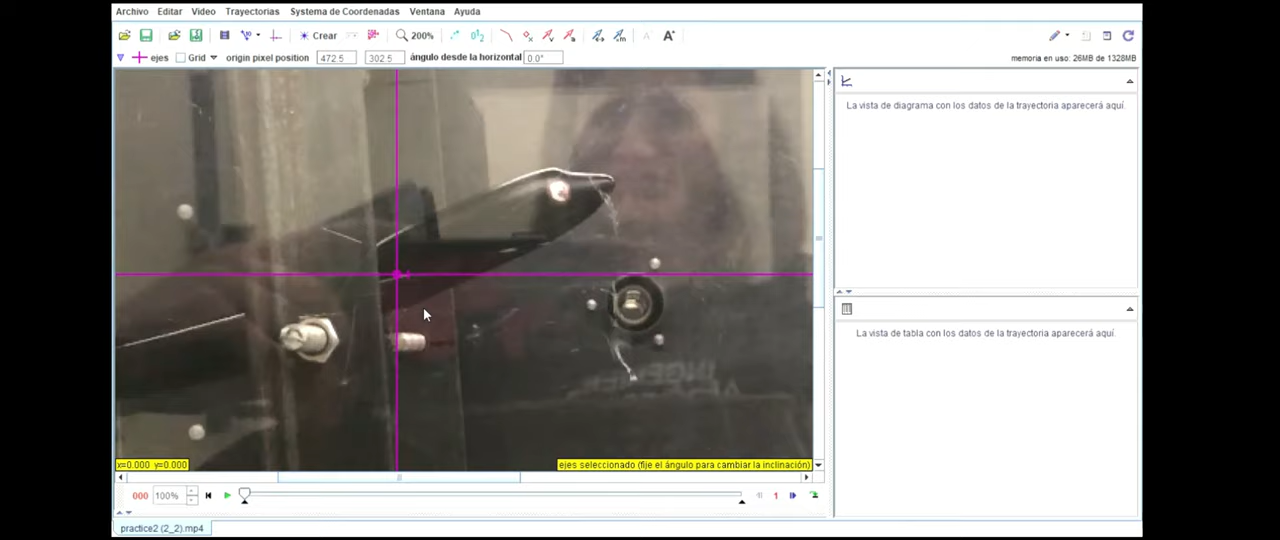 Archivo Editar Video Trayectorias Systema de Coordenadas Ventana Ayuda
Crear 200%
ejes Grid origin pixel position 472.5 302.5 ángulo desde la horizontal 0.0° memoria en uso: 26MB de 1328MB
La vista de diagrama con los datos de la trayectoria aparecerá aquí.
La vista de tabla con los datos de la trayectoria aparecerá aquí.
x=0.000 y=0.000 ejes seleccionado (fije el ángulo para cambiar la inclinación)
000 100% 1
practice2 (2_2).mp4